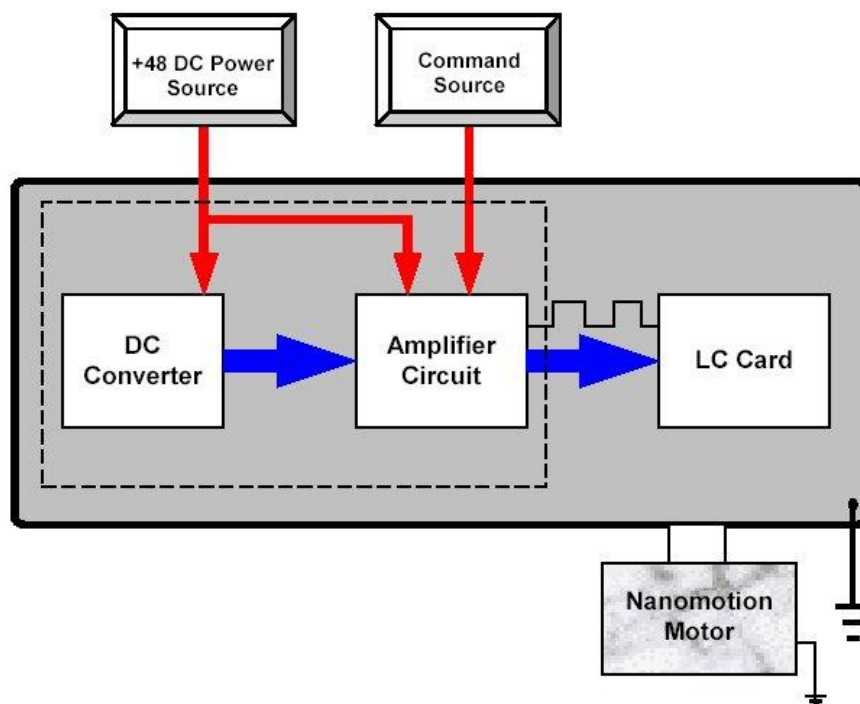 +48 DC Power
Source
Command
Source
DC
Converter
Amplifier
Circuit
LC Card
Nanomotion
Motor